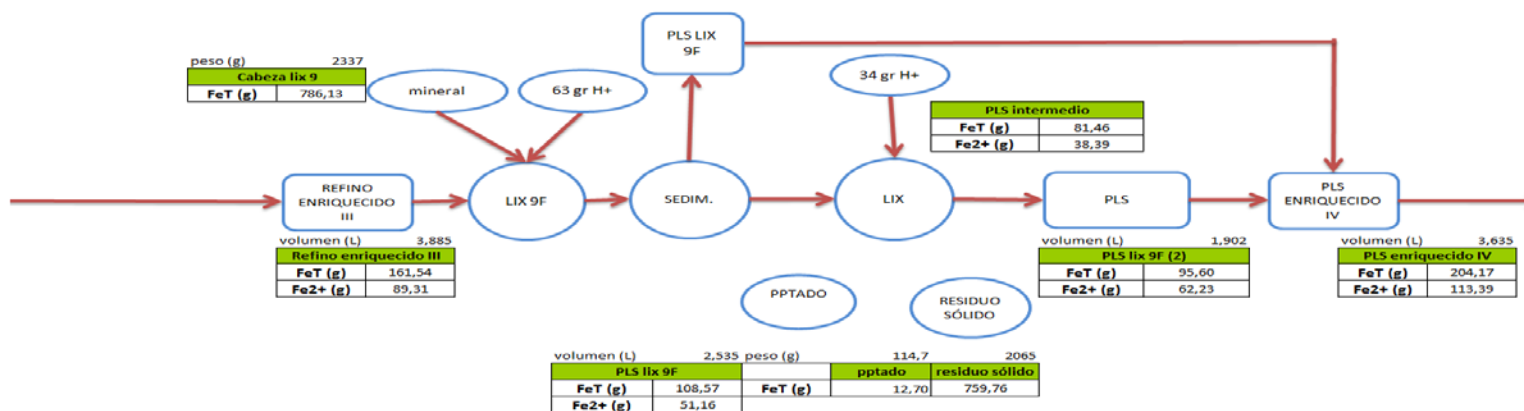 PLS LIX
9F
peso (g) 2337
Cabeza lix 9
FeT (g) 786,13
mineral
63 gr H+
34 gr H+
PLS intermedio
FeT (g) 81,46
Fe2+ (g) 38,39
REFINO
ENRIQUECIDO
III
LIX 9F
SEDIM.
LIX
PLS
PLS
ENRIQUECIDO
IV
volumen (L) 3,885
Refino enriquecido III
FeT (g) 161,54
Fe2+ (g) 89,31
volumen (L) 1,902
PLS lix 9F (2)
FeT (g) 95,60
Fe2+ (g) 62,23
volumen (L) 3,635
PLS enriquecido IV
FeT (g) 204,17
Fe2+ (g) 113,39
PPTADO
RESIDUO
SÓLIDO
volumen (L) 2,535 peso (g) 114,7 2065
PLS lix 9F pptado residuo sólido
FeT (g) 108,57 FeT (g) 12,70 759,76
Fe2+ (g) 51,16